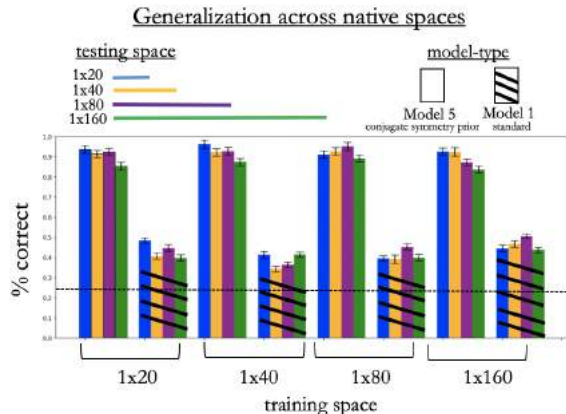 Generalization across native spaces
testing space
1x20
1x40
1x80
1x160
model-type
Model 5
conjugate symmetry prior
Model 1
standard
% correct
1.0
0.9
0.8
0.7
0.6
0.5
0.4
0.3
0.2
0.1
0.0
1x20 1x40 1x80 1x160
training space